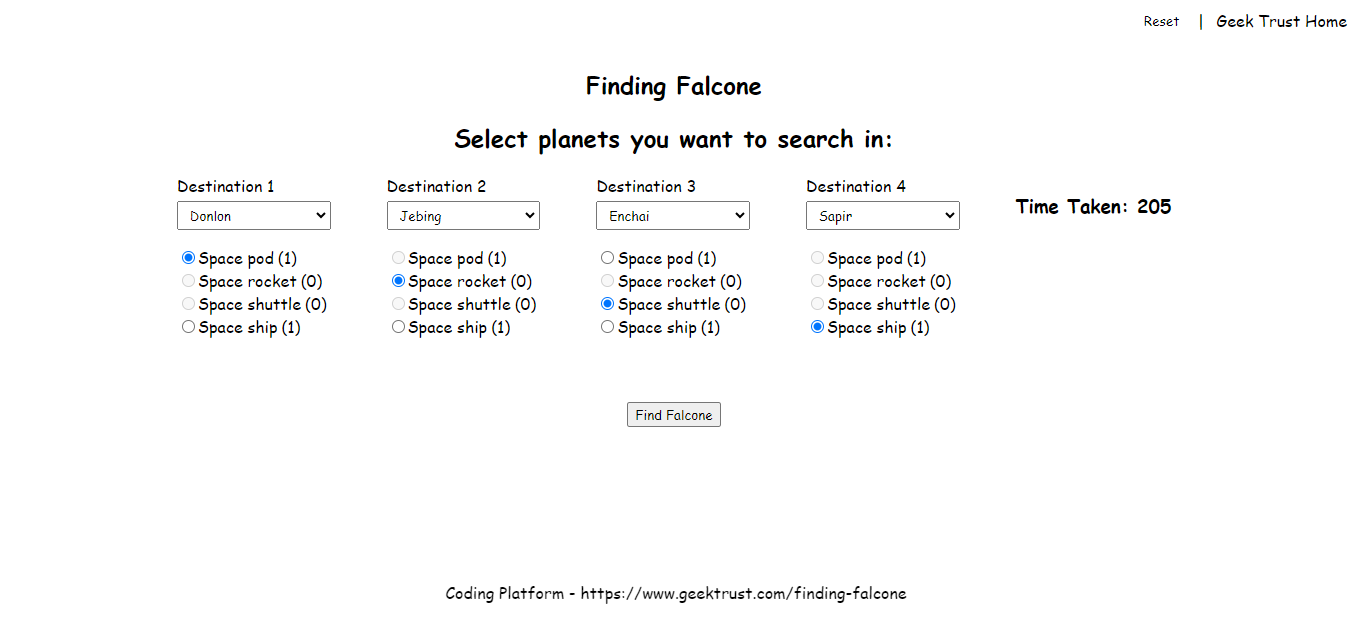 Reset | Geek Trust Home
Finding Falcone
Select planets you want to search in:
Destination 1
Donlon
Space pod (1)
Space rocket (0)
Space shuttle (0)
Space ship (1)
Destination 2
Jebing
Space pod (1)
Space rocket (0)
Space shuttle (0)
Space ship (1)
Destination 3
Enchai
Space pod (1)
Space rocket (0)
Space shuttle (0)
Space ship (1)
Destination 4
Sapir
Space pod (1)
Space rocket (0)
Space shuttle (0)
Space ship (1)
Time Taken: 205
Find Falcone
Coding Platform - https://www.geektrust.com/finding-falcone